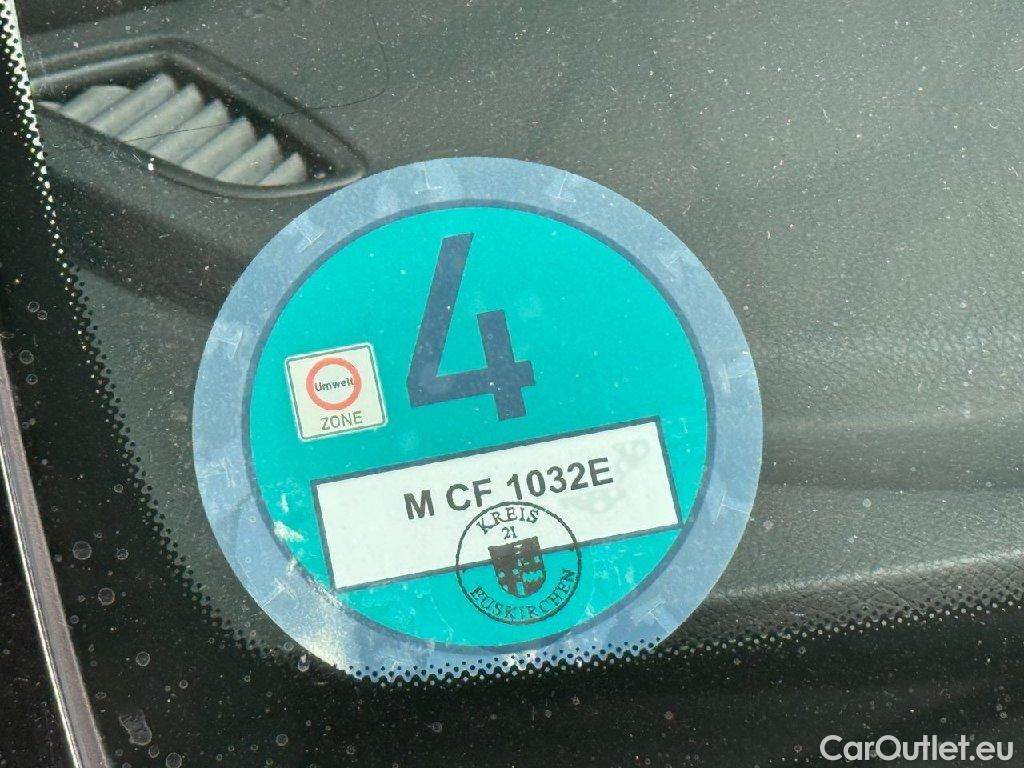 4
Umwelt
ZONE
M CF 1032E
KREIS
21
EUSKIRCHEN
CarOutlet.eu